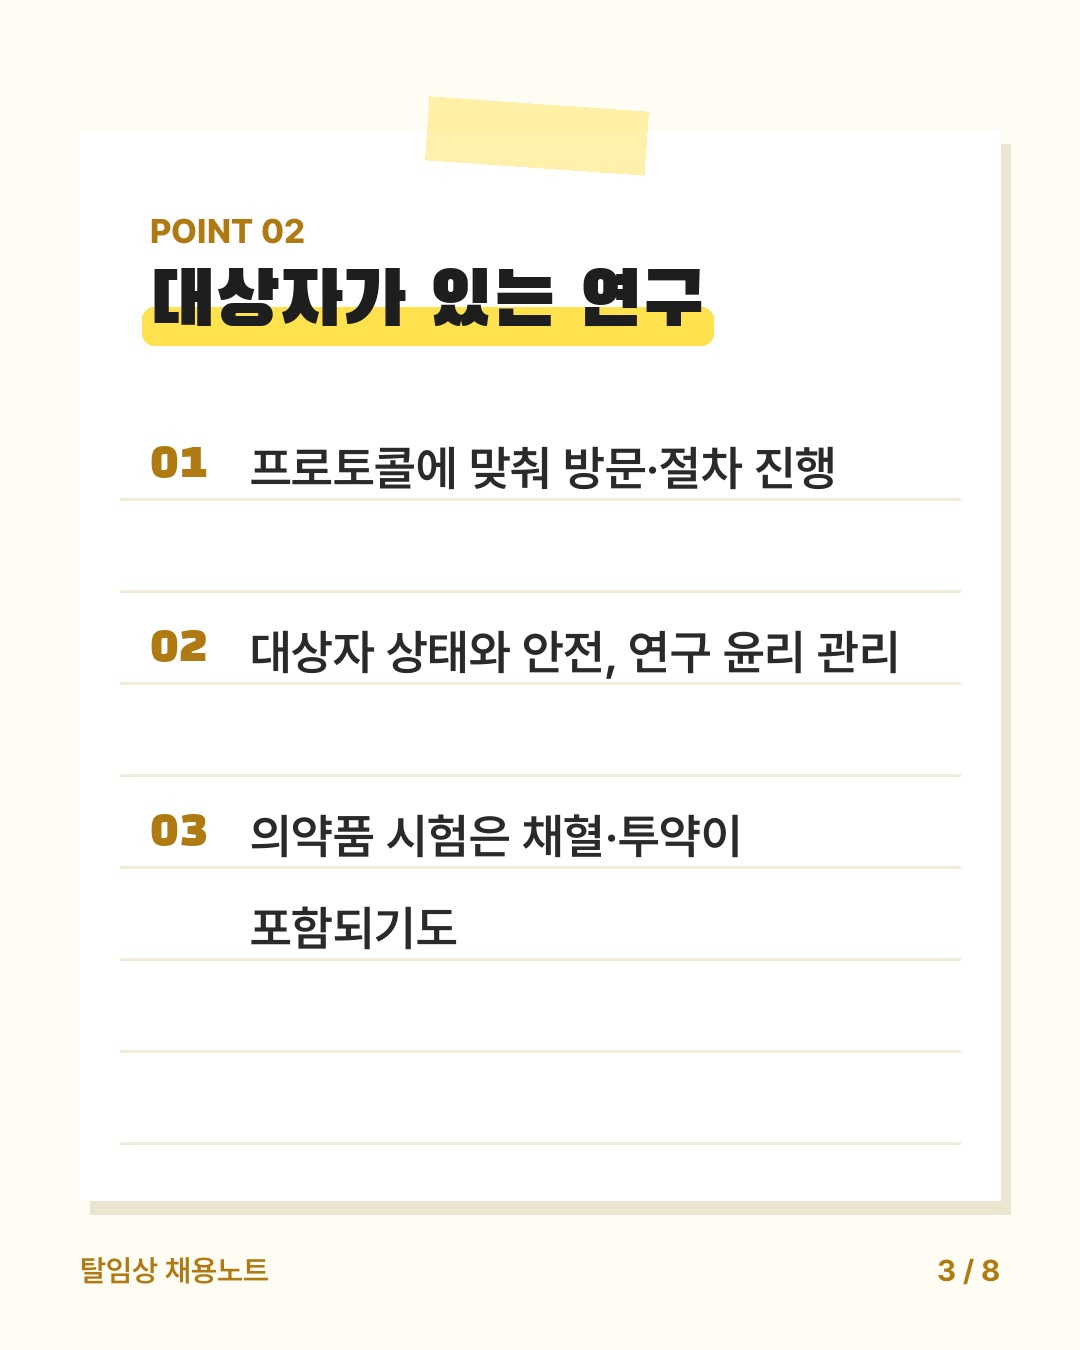 POINT 02
대상자가 있는 연구
01 프로토콜에 맞춰 방문·절차 진행
02 대상자 상태와 안전, 연구 윤리 관리
03 의약품 시험은 채혈·투약이
포함되기도
탈임상 채용노트
3 / 8